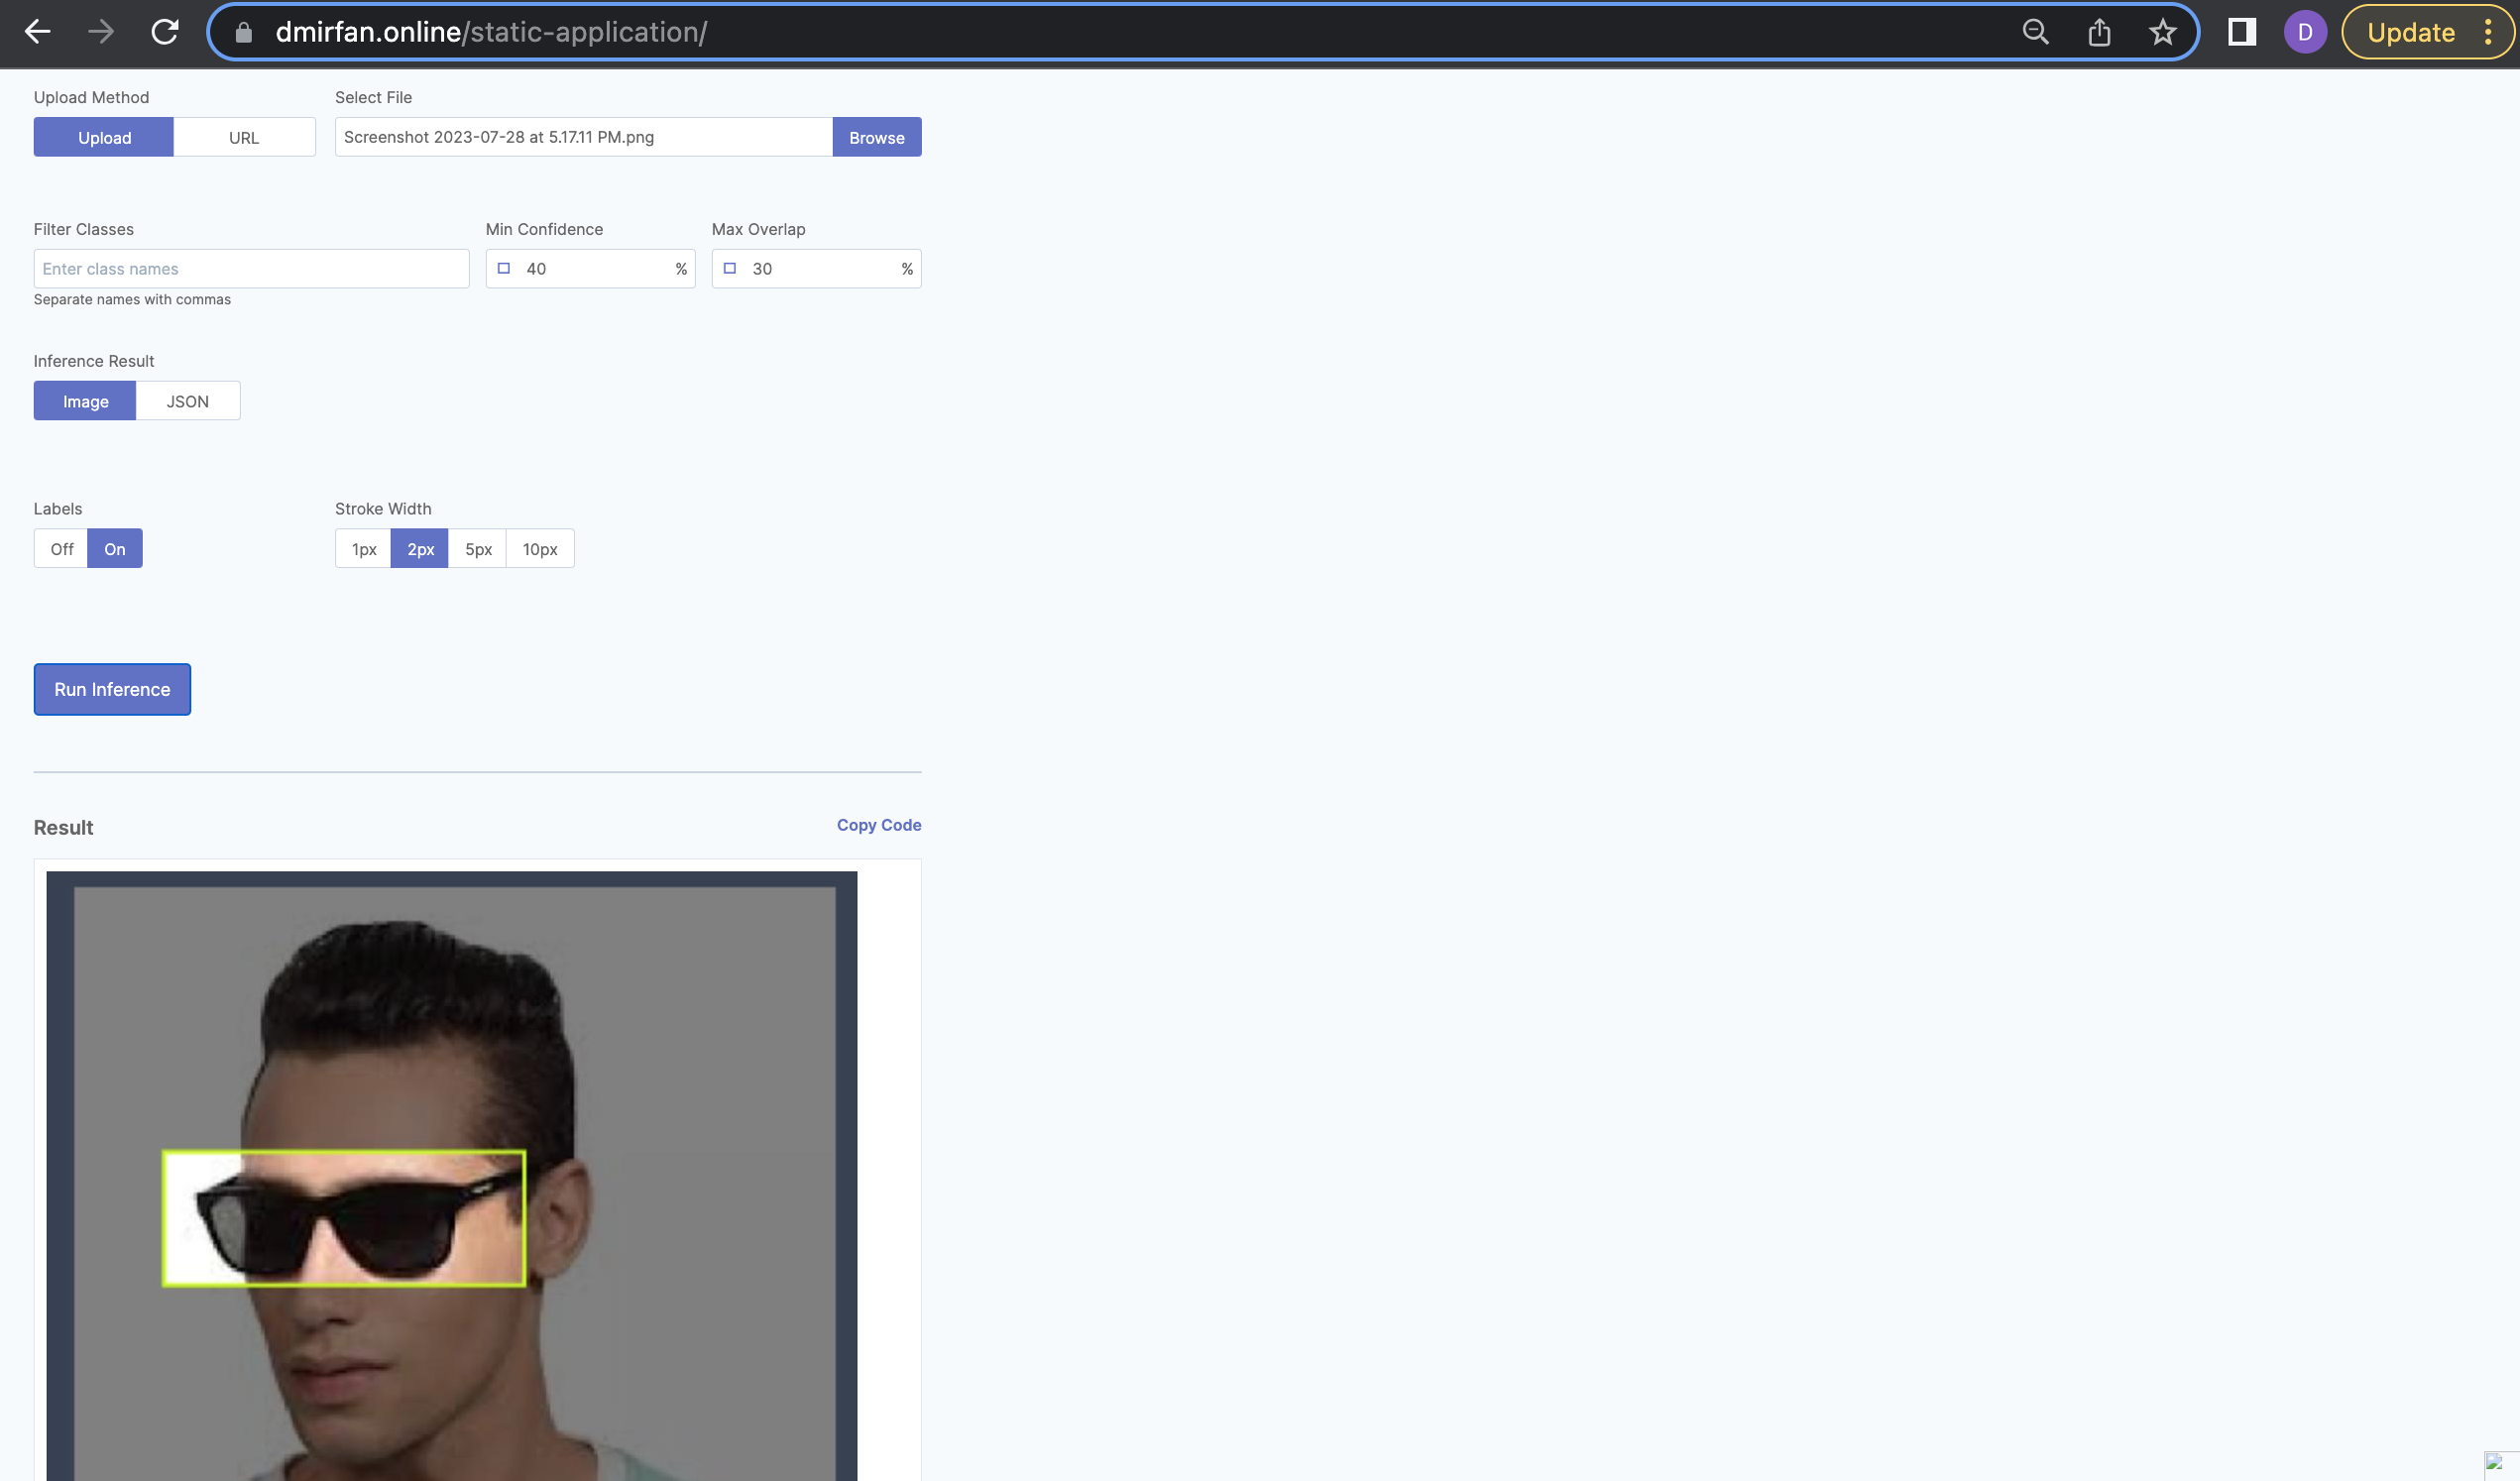 dmirfan.online/static-application/
D
Update
Upload Method
Select File
Upload
URL
Screenshot 2023-07-28 at 5.17.11 PM.png
Browse
Filter Classes
Min Confidence
Max Overlap
Enter class names
40 %
30 %
Separate names with commas
Inference Result
Image
JSON
Labels
Stroke Width
Off
On
1px
2px
5px
10px
Run Inference
Result
Copy Code